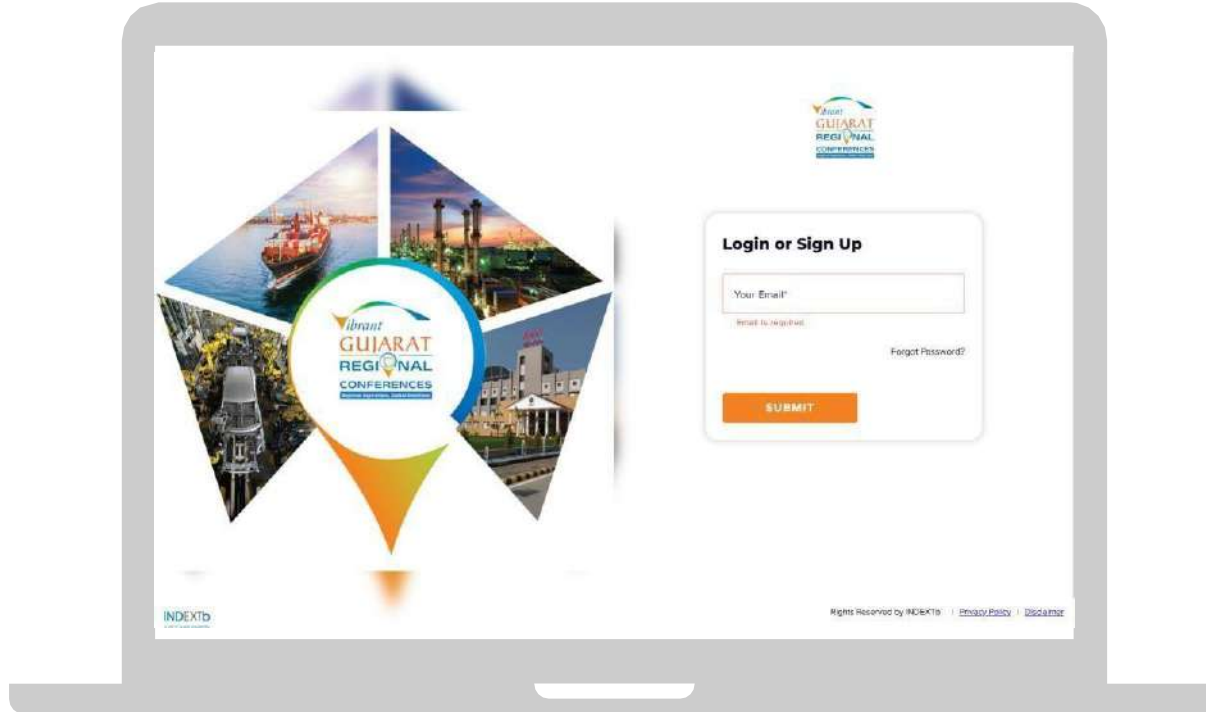 Vibrant
GUJARAT
REGIONAL
CONFERENCES
Vibrant
GUJARAT
REGIONAL
CONFERENCES
Login or Sign Up
Your Email*
Email is required
Forgot Password?
SUBMIT
INDEXTb
Rights Reserved by INDEXTb | Privacy Policy | Disclaimer